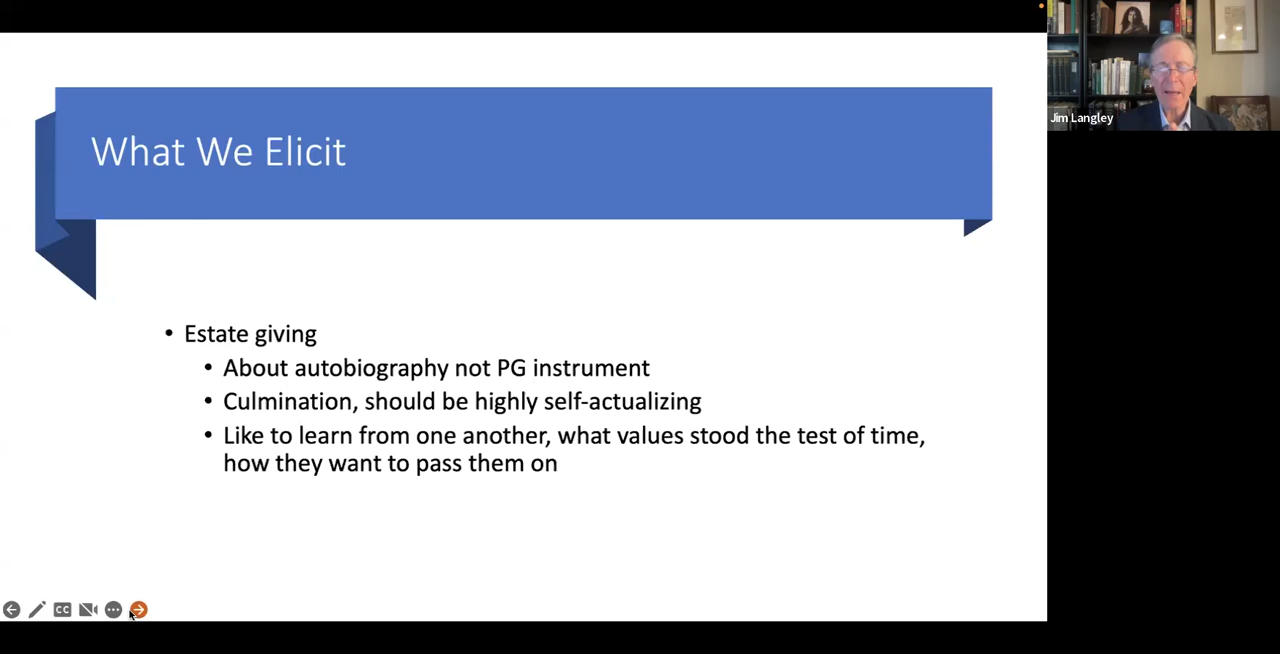 What We Elicit
Jim Langley
• Estate giving
• About autobiography not PG instrument
• Culmination, should be highly self-actualizing
• Like to learn from one another, what values stood the test of time,
how they want to pass them on
CC